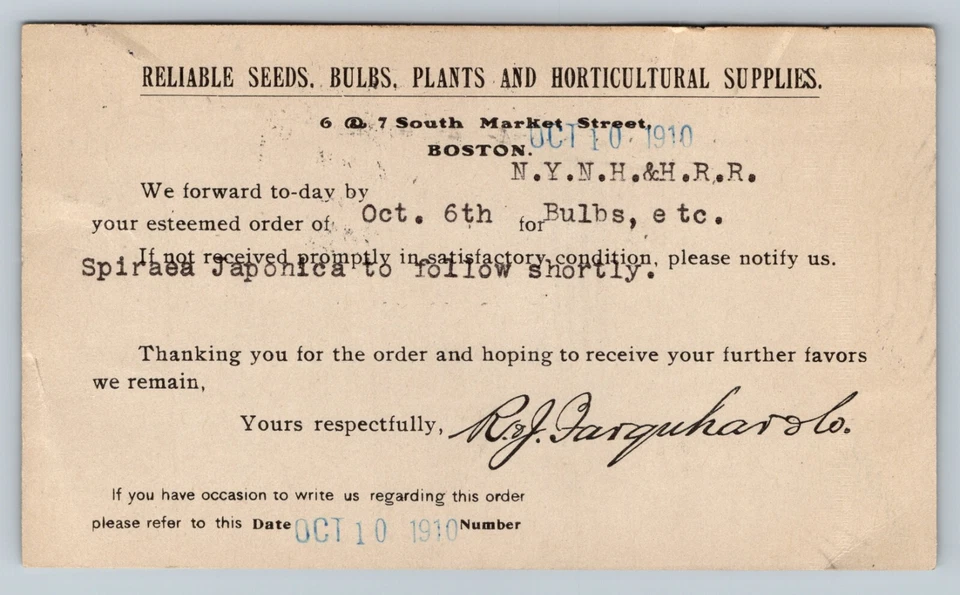 RELIABLE SEEDS, BULBS, PLANTS AND HORTICULTURAL SUPPLIES.
6 & 7 South Market Street,
OCT 10 1910
BOSTON.
N.Y.N.H.&H.R.R.
We forward to-day by
your esteemed order of Oct. 6th for Bulbs, etc.
If not received promptly in satisfactory condition, please notify us.
Spiraea Japonica to follow shortly.
Thanking you for the order and hoping to receive your further favors
we remain,
Yours respectfully, R. & J. Farquhar & Co.
If you have occasion to write us regarding this order
please refer to this Date OCT 10 1910 Number